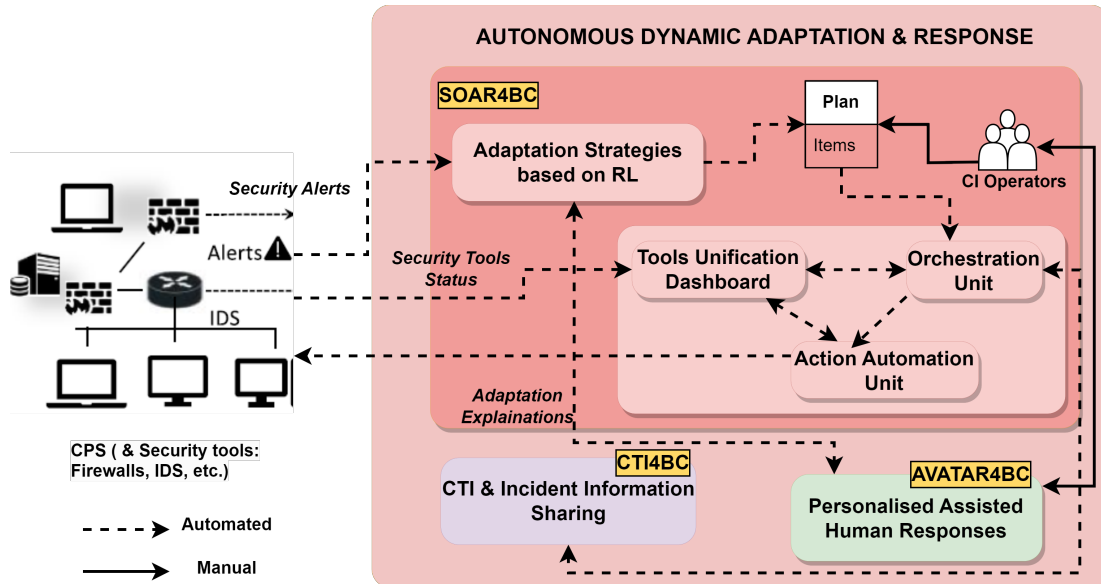 AUTONOMOUS DYNAMIC ADAPTATION & RESPONSE
SOAR4BC
Plan
Items
Adaptation Strategies
based on RL
CI Operators
Security Alerts
Alerts
Security Tools
Status
Tools Unification
Dashboard
Orchestration
Unit
IDS
Action Automation
Unit
Adaptation
Explainations
CPS ( & Security tools:
Firewalls, IDS, etc.)
CTI4BC
CTI & Incident Information
Sharing
AVATAR4BC
Personalised Assisted
Human Responses
Automated
Manual